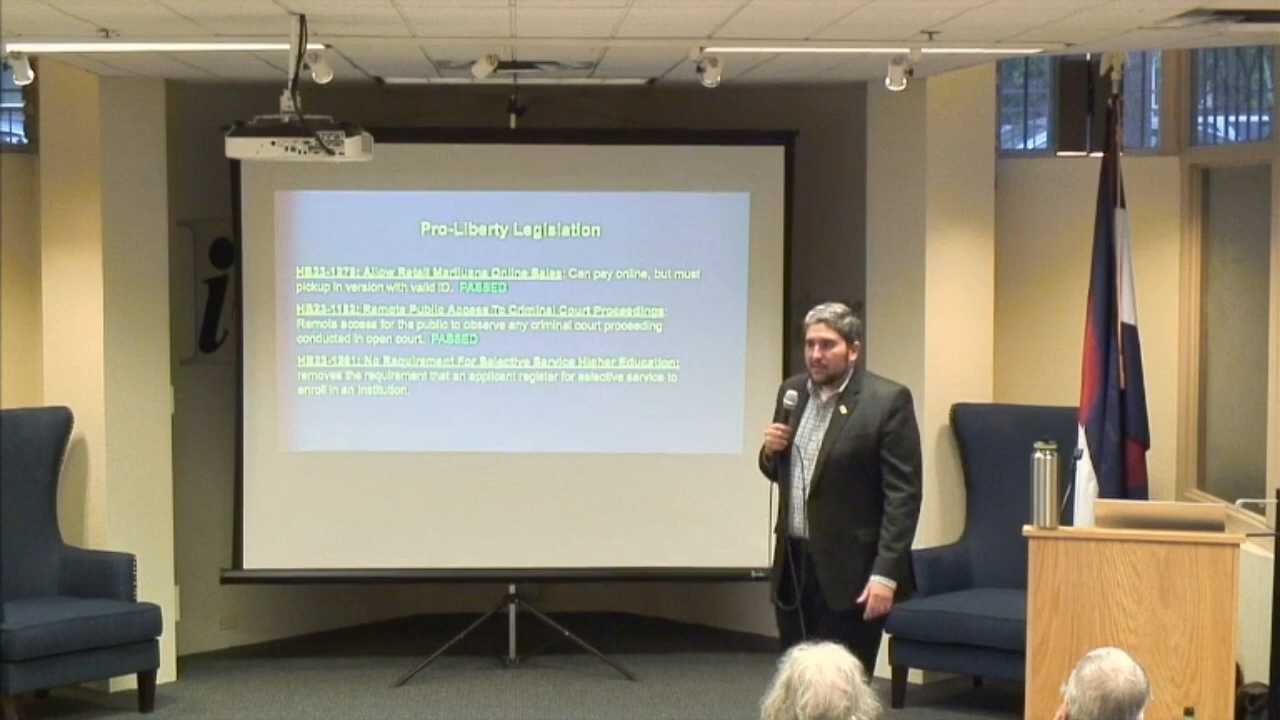 Pro-Liberty Legislation
HB23-1279: Allow Retail Marijuana Online Sales: Can pay online, but must
pickup in version with valid ID. PASSED
HB23-1182: Remote Public Access To Criminal Court Proceedings:
Remote access for the public to observe any criminal court proceeding
conducted in open court. PASSED
HB23-1261: No Requirement For Selective Service Higher Education:
removes the requirement that an applicant register for selective service to
enroll in an institution.
i